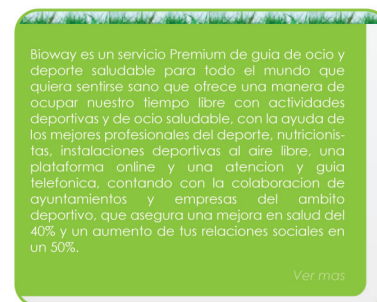 Bioway es un servicio Premium de guia de ocio y
deporte saludable para todo el mundo que
quiera sentirse sano que ofrece una manera de
ocupar nuestro tiempo libre con actividades
deportivas y de ocio saludable, con la ayuda de
los mejores profesionales del deporte, nutricionis-
tas, instalaciones deportivas al aire libre, una
plataforma online y una atencion y guia
telefonica, contando con la colaboracion de
ayuntamientos y empresas del ambito
deportivo, que asegura una mejora en salud del
40% y un aumento de tus relaciones sociales en
un 50%.
Ver mas